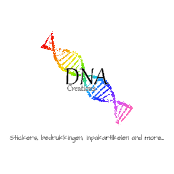 DNA
Creations
stickers, bedrukkingen, inpakartikelen and more...